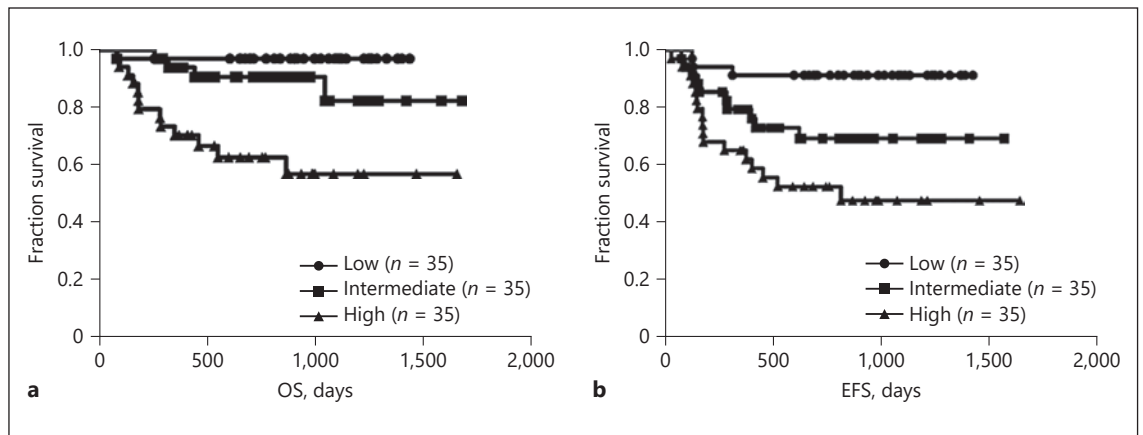 1.0
0.8
0.6
0.4
0.2
0
Fraction survival
Low (n = 35)
Intermediate (n = 35)
High (n = 35)
0 500 1,000 1,500 2,000
OS, days
a
1.0
0.8
0.6
0.4
0.2
0
Fraction survival
Low (n = 35)
Intermediate (n = 35)
High (n = 35)
0 500 1,000 1,500 2,000
EFS, days
b